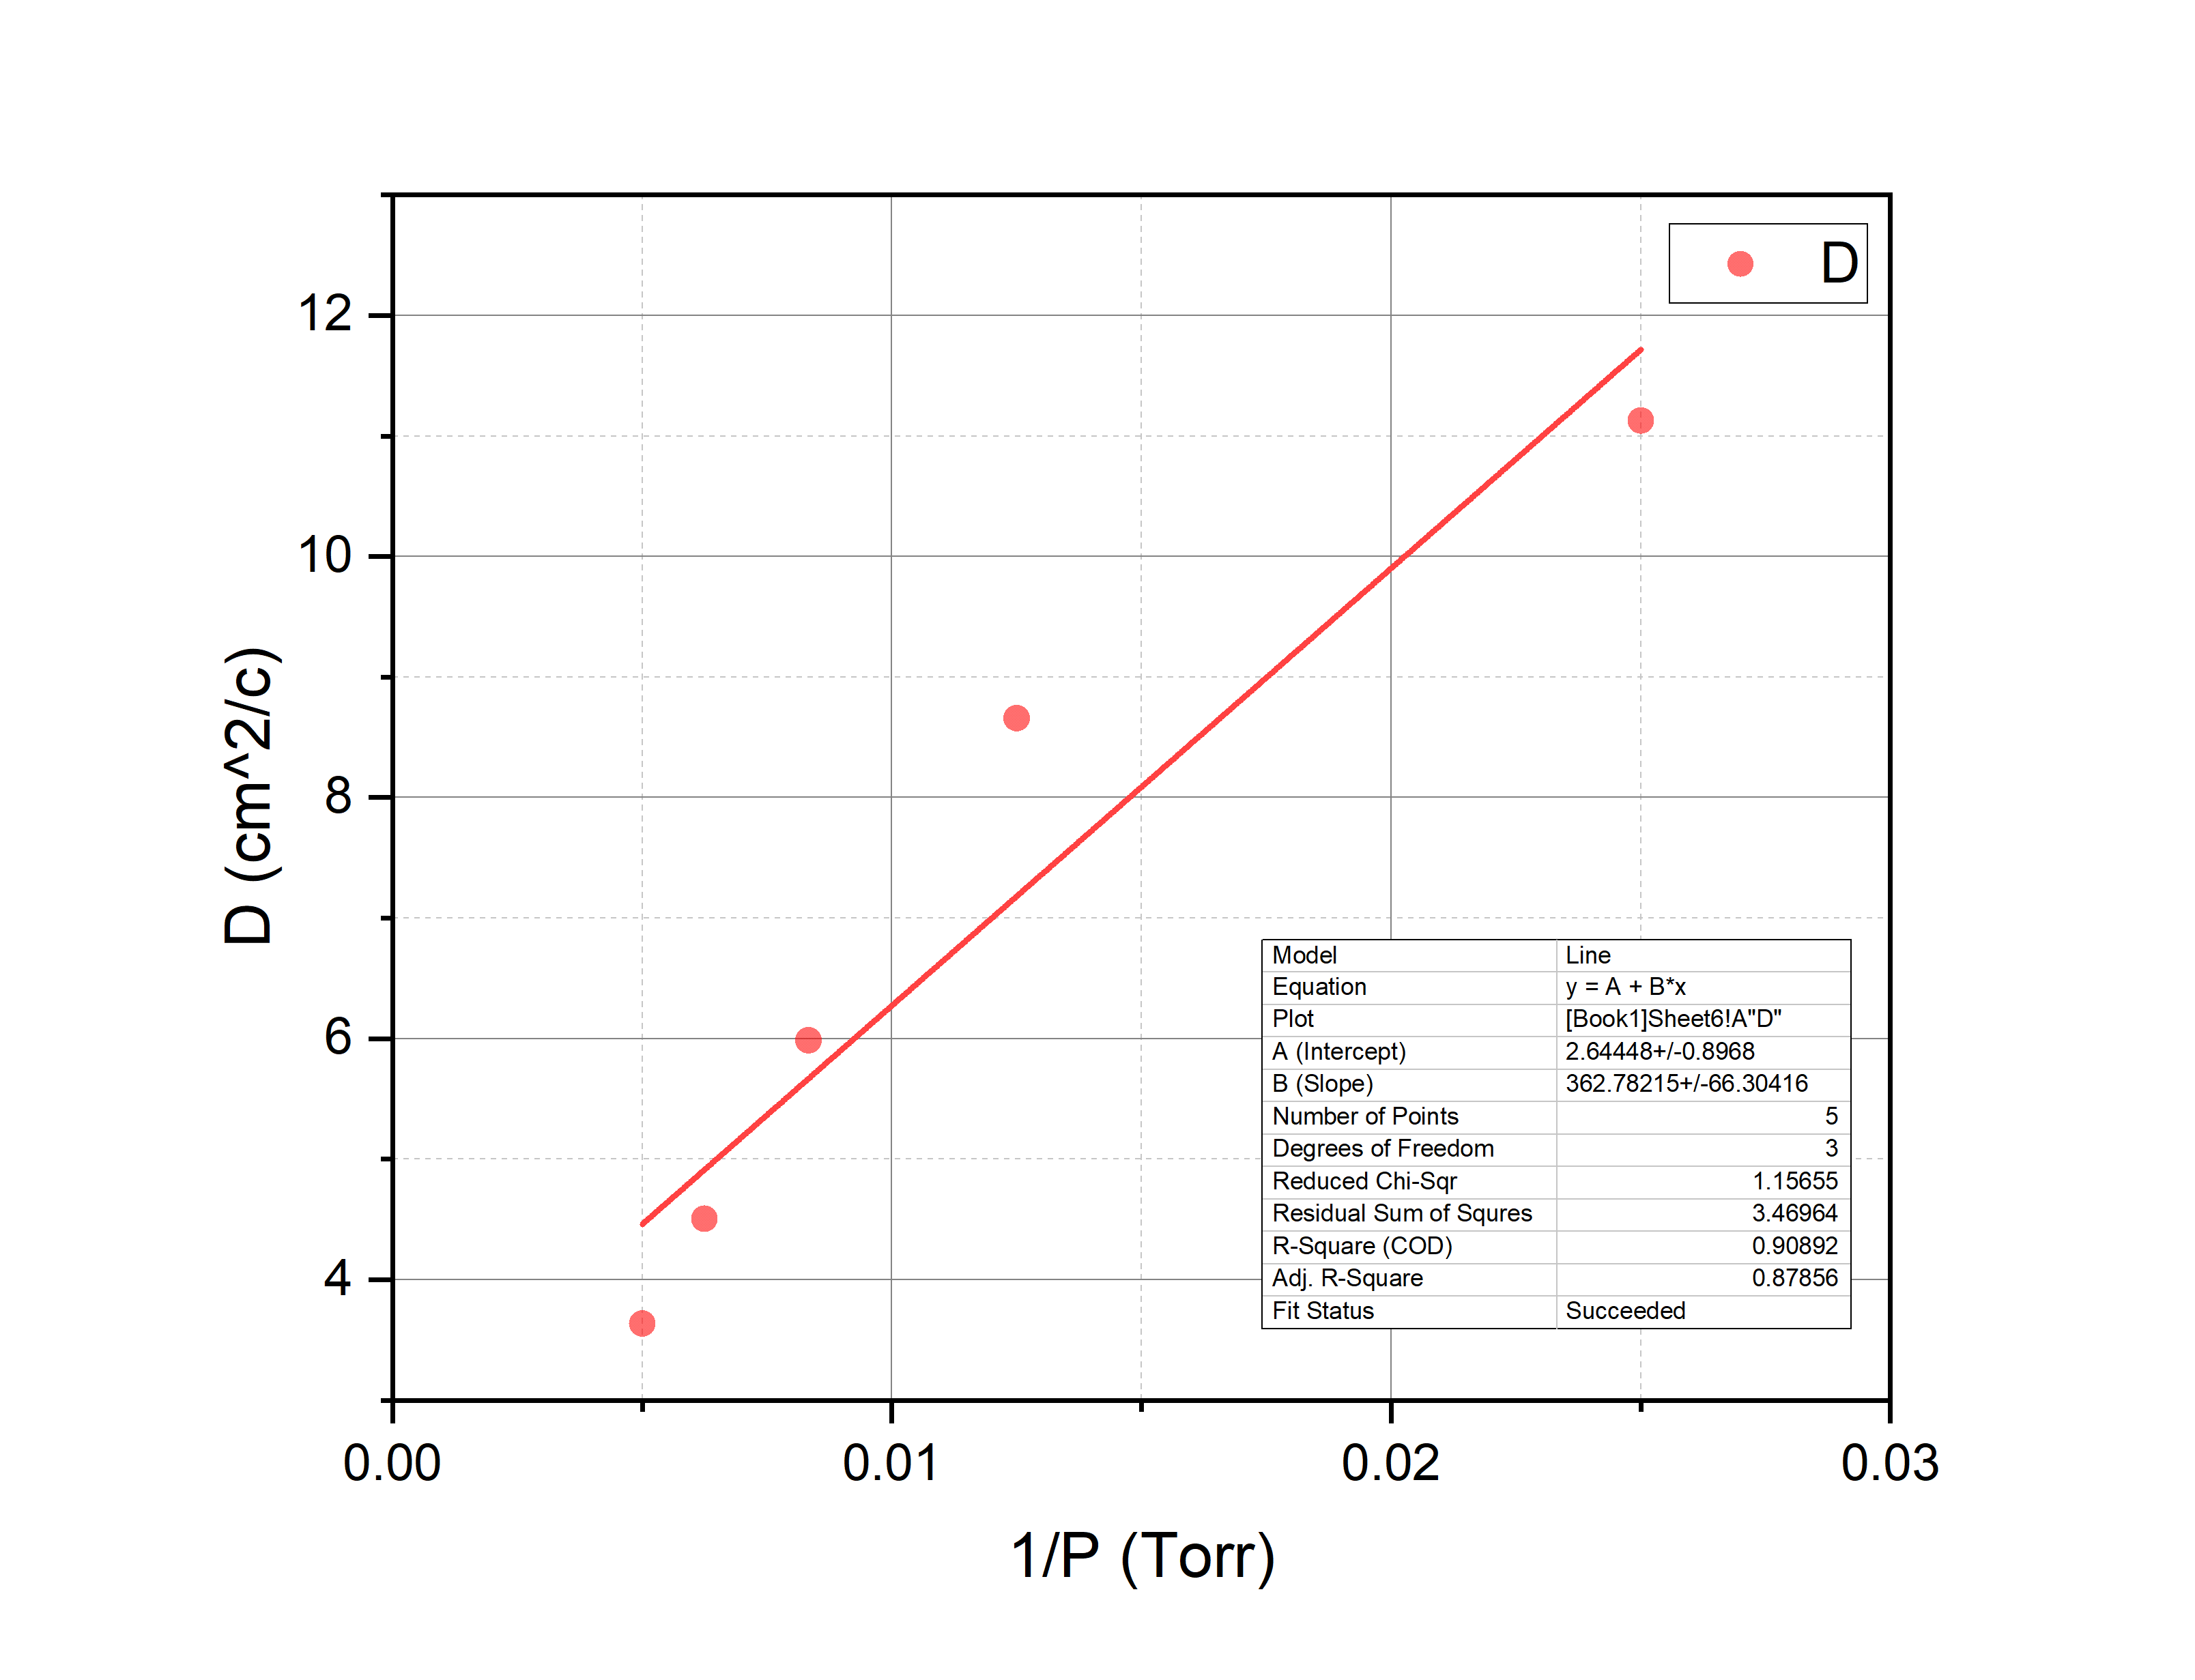 D
12
10
8
6
4
D (cm^2/c)
Model Line
Equation y = A + B*x
Plot [Book1]Sheet6!A"D"
A (Intercept) 2.64448+/-0.8968
B (Slope) 362.78215+/-66.30416
Number of Points 5
Degrees of Freedom 3
Reduced Chi-Sqr 1.15655
Residual Sum of Squres 3.46964
R-Square (COD) 0.90892
Adj. R-Square 0.87856
Fit Status Succeeded
0.00 0.01 0.02 0.03
1/P (Torr)